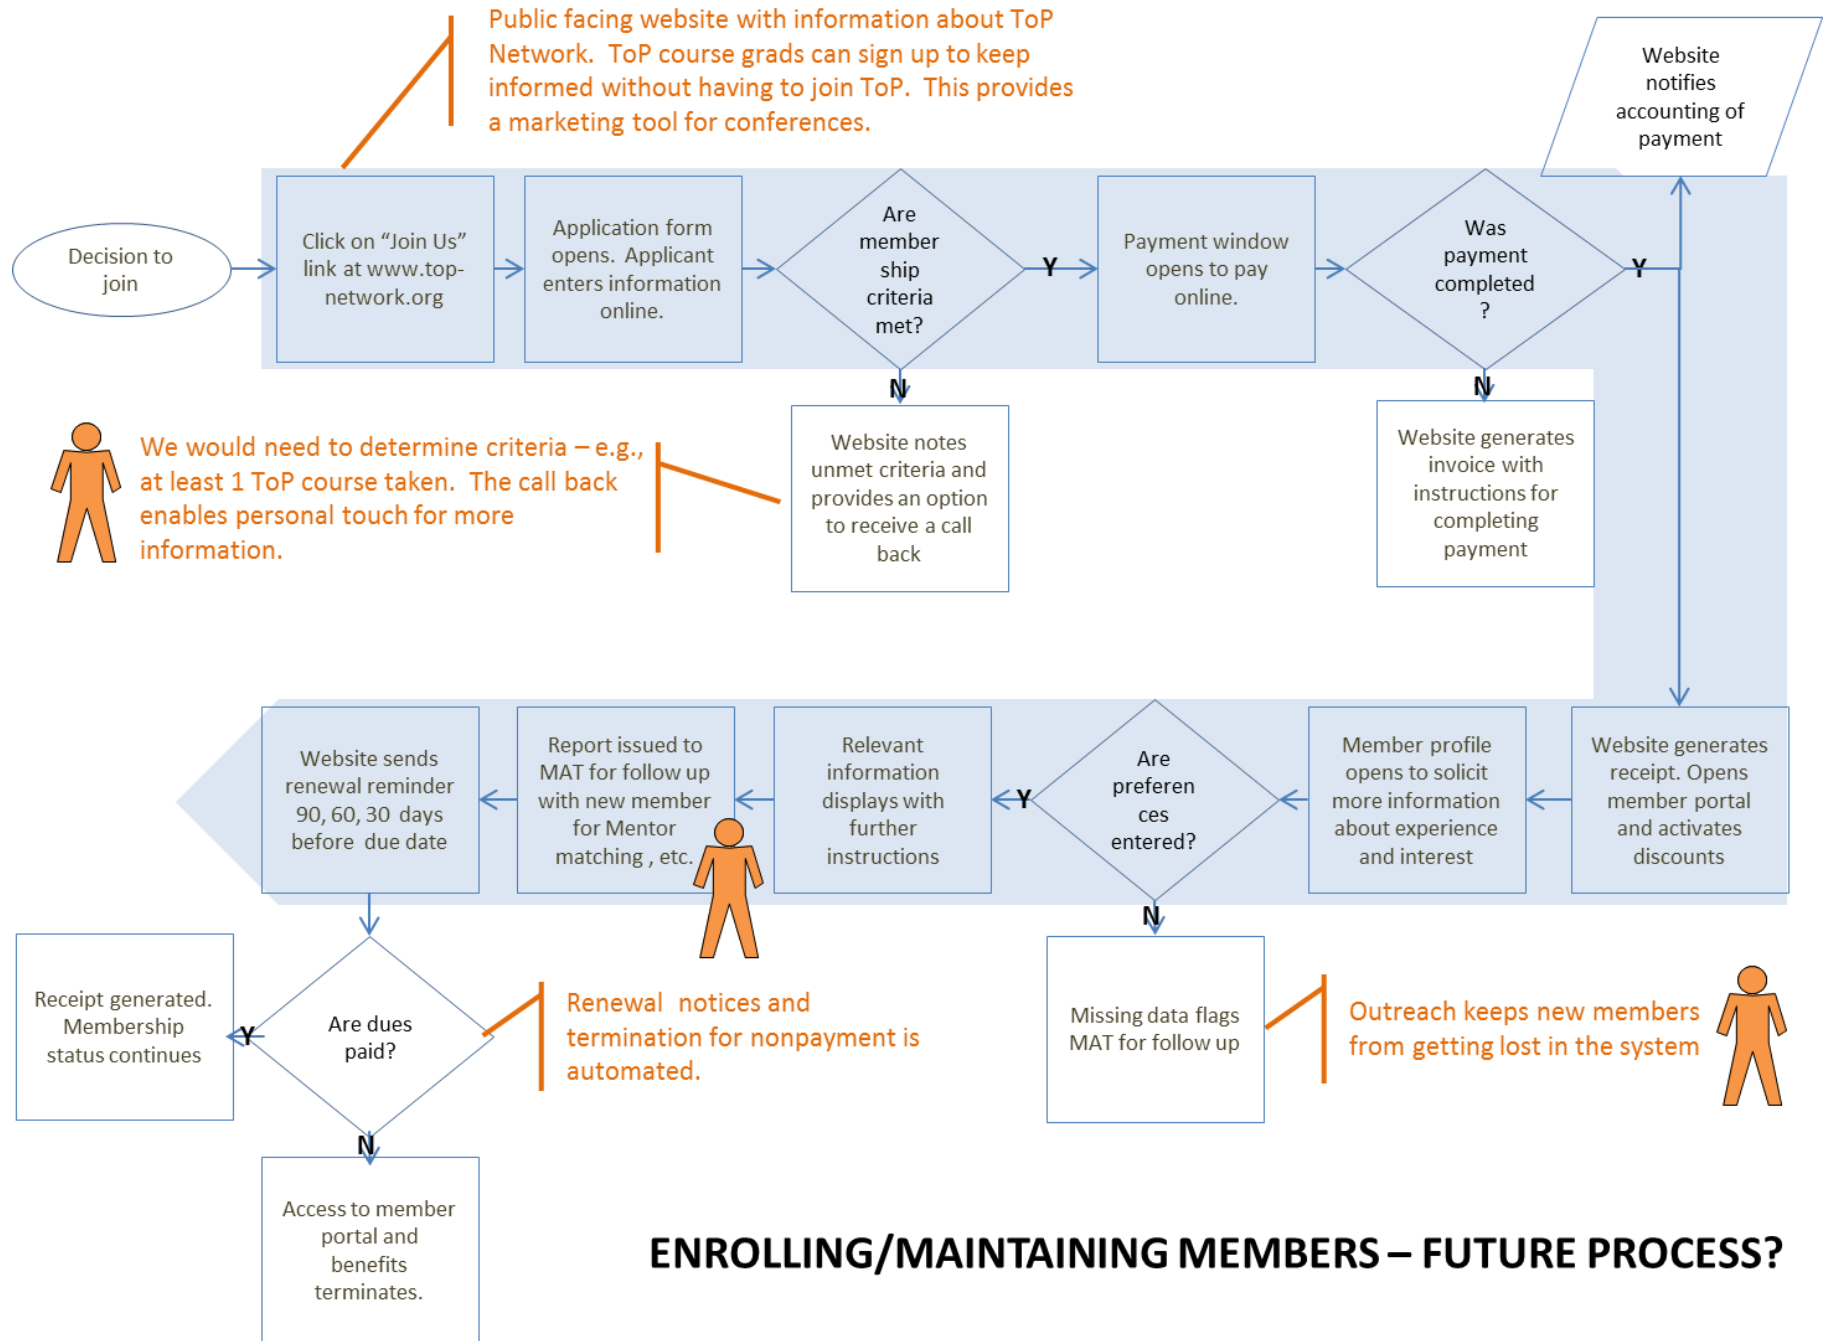 Public facing website with information about ToP
Network.  ToP course grads can sign up to keep
informed without having to join ToP.  This provides
a marketing tool for conferences.
Website
notifies
accounting of
payment
Decision to
join
Click on “Join Us”
link at www.top-
network.org
Application form
opens.  Applicant
enters information
online.
Are
member
ship
criteria
met?
Y
Payment window
opens to pay
online.
Was
payment
completed
?
Y
N
N
We would need to determine criteria – e.g.,
at least 1 ToP course taken.  The call back
enables personal touch for more
information.
Website notes
unmet criteria and
provides an option
to receive a call
back
Website generates
invoice with
instructions for
completing
payment
Website generates
receipt. Opens
member portal
and activates
discounts
Member profile
opens to solicit
more information
about experience
and interest
Are
preferen
ces
entered?
Y
Relevant
information
displays with
further
instructions
Report issued to
MAT for follow up
with new member
for Mentor
matching , etc.
Website sends
renewal reminder
90, 60, 30  days
before  due date
N
Receipt generated.
Membership
status continues
Y
Are dues
paid?
Renewal  notices and
termination for nonpayment is
automated.
Missing data flags
MAT for follow up
Outreach keeps new members
from getting lost in the system
N
Access to member
portal and
benefits
terminates.
ENROLLING/MAINTAINING MEMBERS – FUTURE PROCESS?